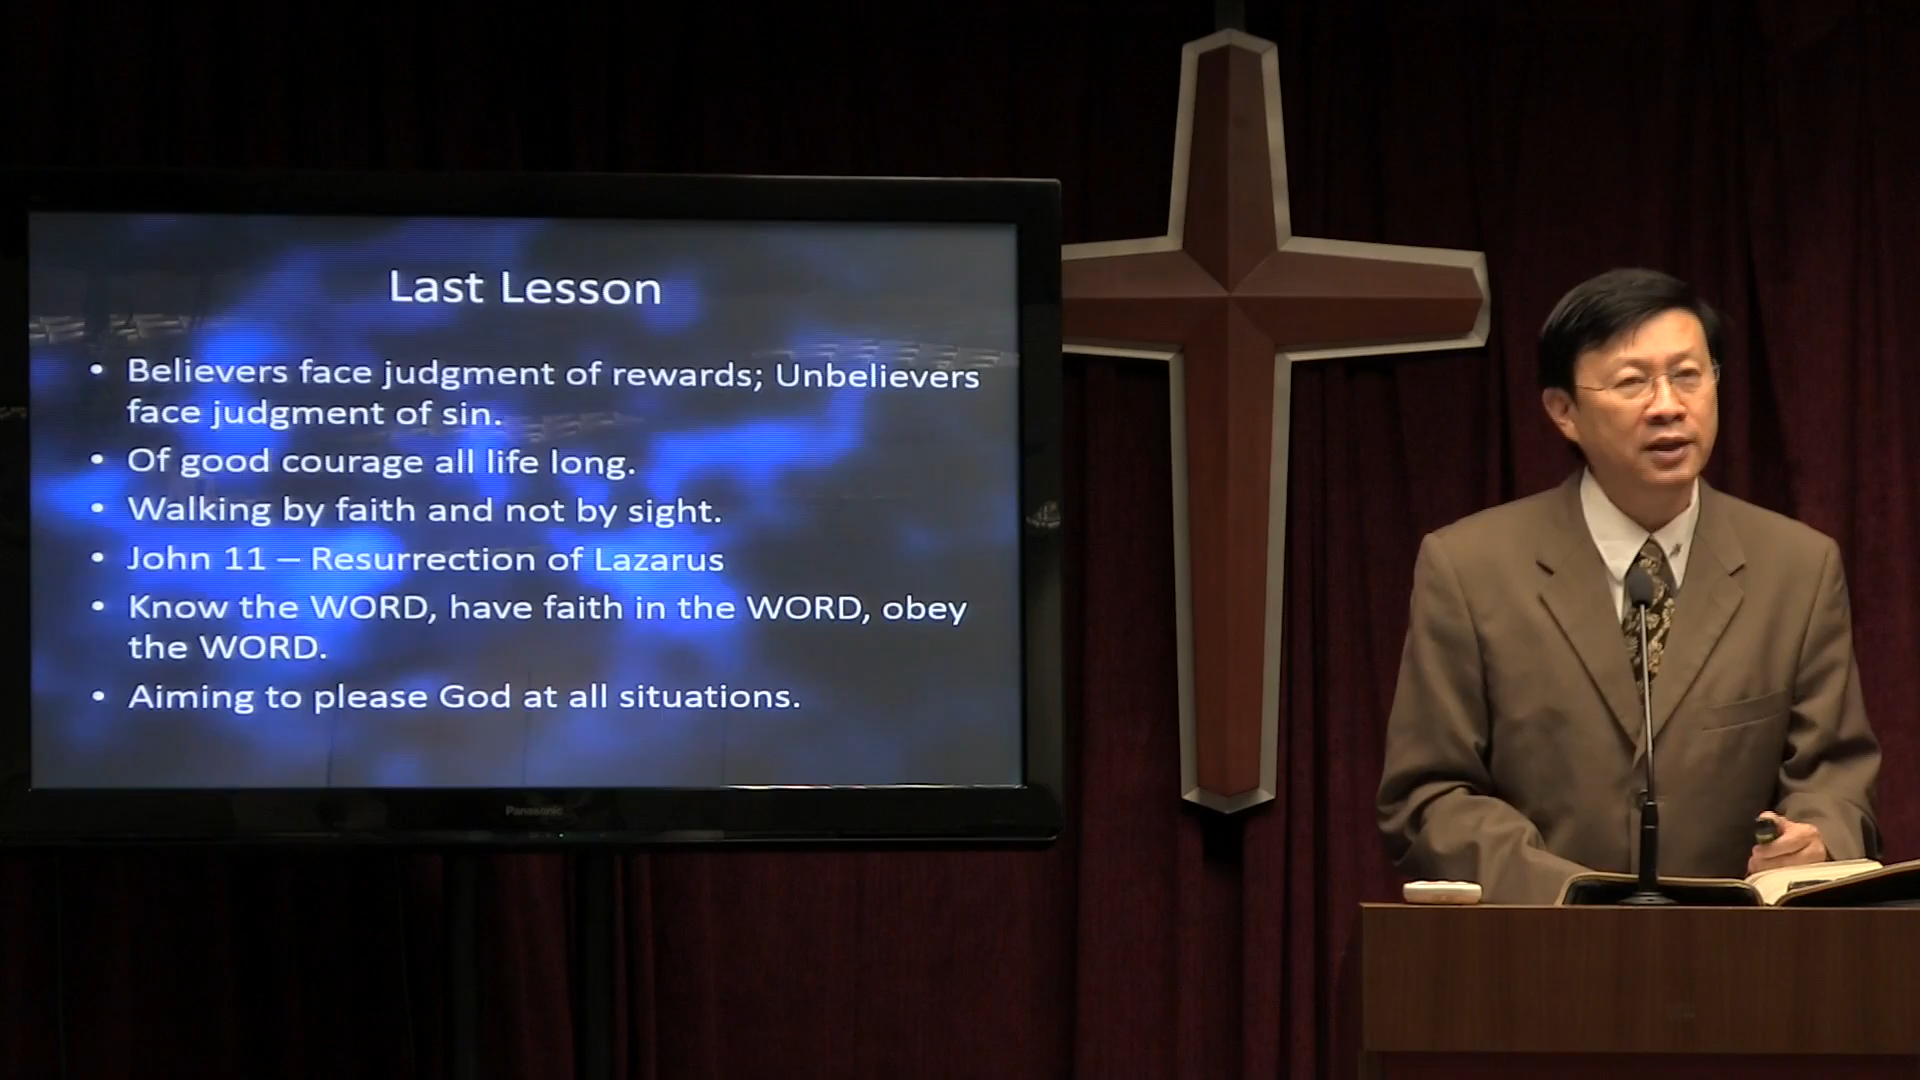 Last Lesson
• Believers face judgment of rewards; Unbelievers
face judgment of sin.
• Of good courage all life long.
• Walking by faith and not by sight.
• John 11 – Resurrection of Lazarus
• Know the WORD, have faith in the WORD, obey
the WORD.
• Aiming to please God at all situations.
Panasonic